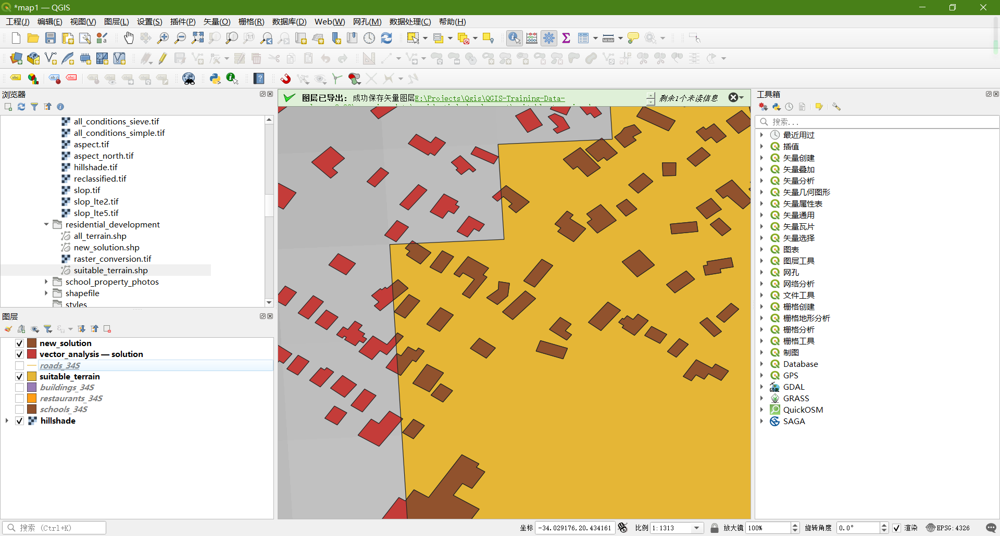 *map1 — QGIS
工程(J) 编辑(E) 视图(V) 图层(L) 设置(S) 插件(P) 矢量(O) 栅格(R) 数据库(D) Web(W) 网孔(M) 数据处理(C) 帮助(H)
浏览器
all_conditions_sieve.tif
all_conditions_simple.tif
aspect.tif
aspect_north.tif
hillshade.tif
reclassified.tif
slop.tif
slop_lte2.tif
slop_lte5.tif
residential_development
all_terrain.shp
new_solution.shp
raster_conversion.tif
suitable_terrain.shp
school_property_photos
shapefile
styles
图层
new_solution
vector_analysis — solution
roads_34S
suitable_terrain
buildings_34S
restaurants_34S
schools_34S
hillshade
图层已导出：成功保存矢量图层E:\Projects\Qgis\QGIS-Training-Data-
剩余1个未读信息
工具箱
搜索...
最近用过
插值
矢量创建
矢量叠加
矢量分析
矢量几何图形
矢量属性表
矢量通用
矢量瓦片
矢量选择
图表
图层工具
网孔
网络分析
文件工具
栅格创建
栅格地形分析
栅格分析
栅格工具
制图
Database
GPS
GDAL
GRASS
QuickOSM
SAGA
搜索 (Ctrl+K)
坐标 -34.029176,20.434161 比例 1:1313 放大镜 100% 旋转角度 0.0° 渲染 EPSG:4326